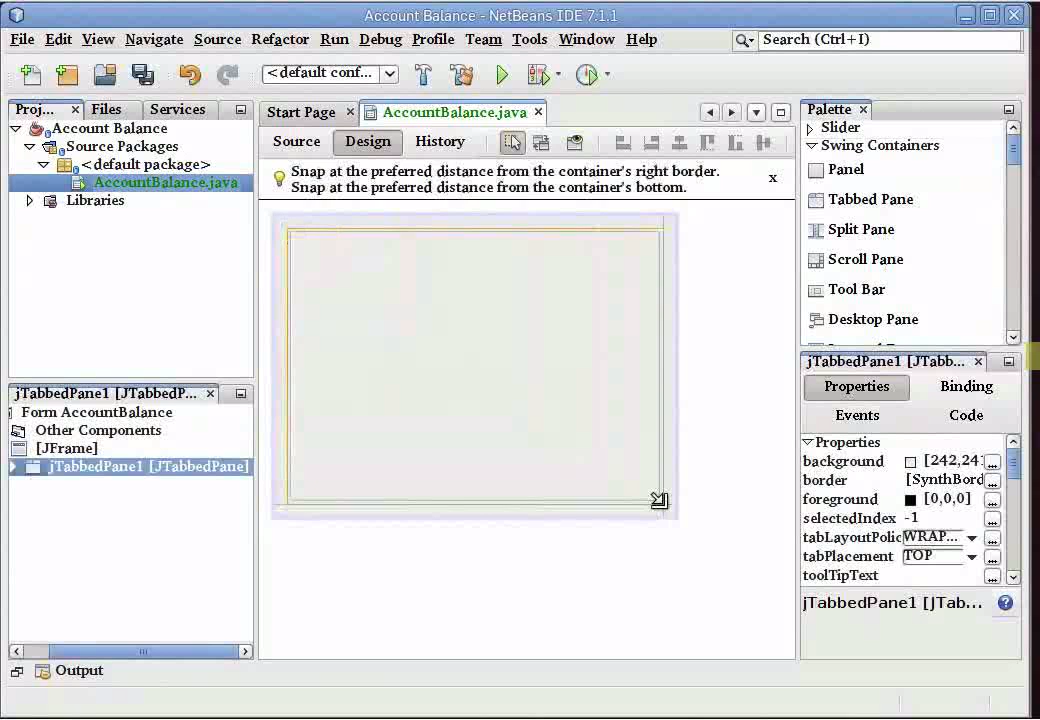 Account Balance - NetBeans IDE 7.1.1
File Edit View Navigate Source Refactor Run Debug Profile Team Tools Window Help
Search (Ctrl+I)
<default conf...
Proj... × Files Services
Account Balance
Source Packages
<default package>
AccountBalance.java
Libraries
Start Page × AccountBalance.java ×
Source Design History
Snap at the preferred distance from the container's right border.
Snap at the preferred distance from the container's bottom.
x
Palette ×
Slider
Swing Containers
Panel
Tabbed Pane
Split Pane
Scroll Pane
Tool Bar
Desktop Pane
jTabbedPane1 [JTabbedP... ×
Form AccountBalance
Other Components
[JFrame]
jTabbedPane1 [JTabbedPane]
jTabbedPane1 [JTabb... ×
Properties Binding
Events Code
Properties
background [242,241 ...
border [SynthBord ...
foreground [0,0,0] ...
selectedIndex -1 ...
tabLayoutPolic WRAP... ...
tabPlacement TOP ...
toolTipText ...
jTabbedPane1 [JTab...
Output